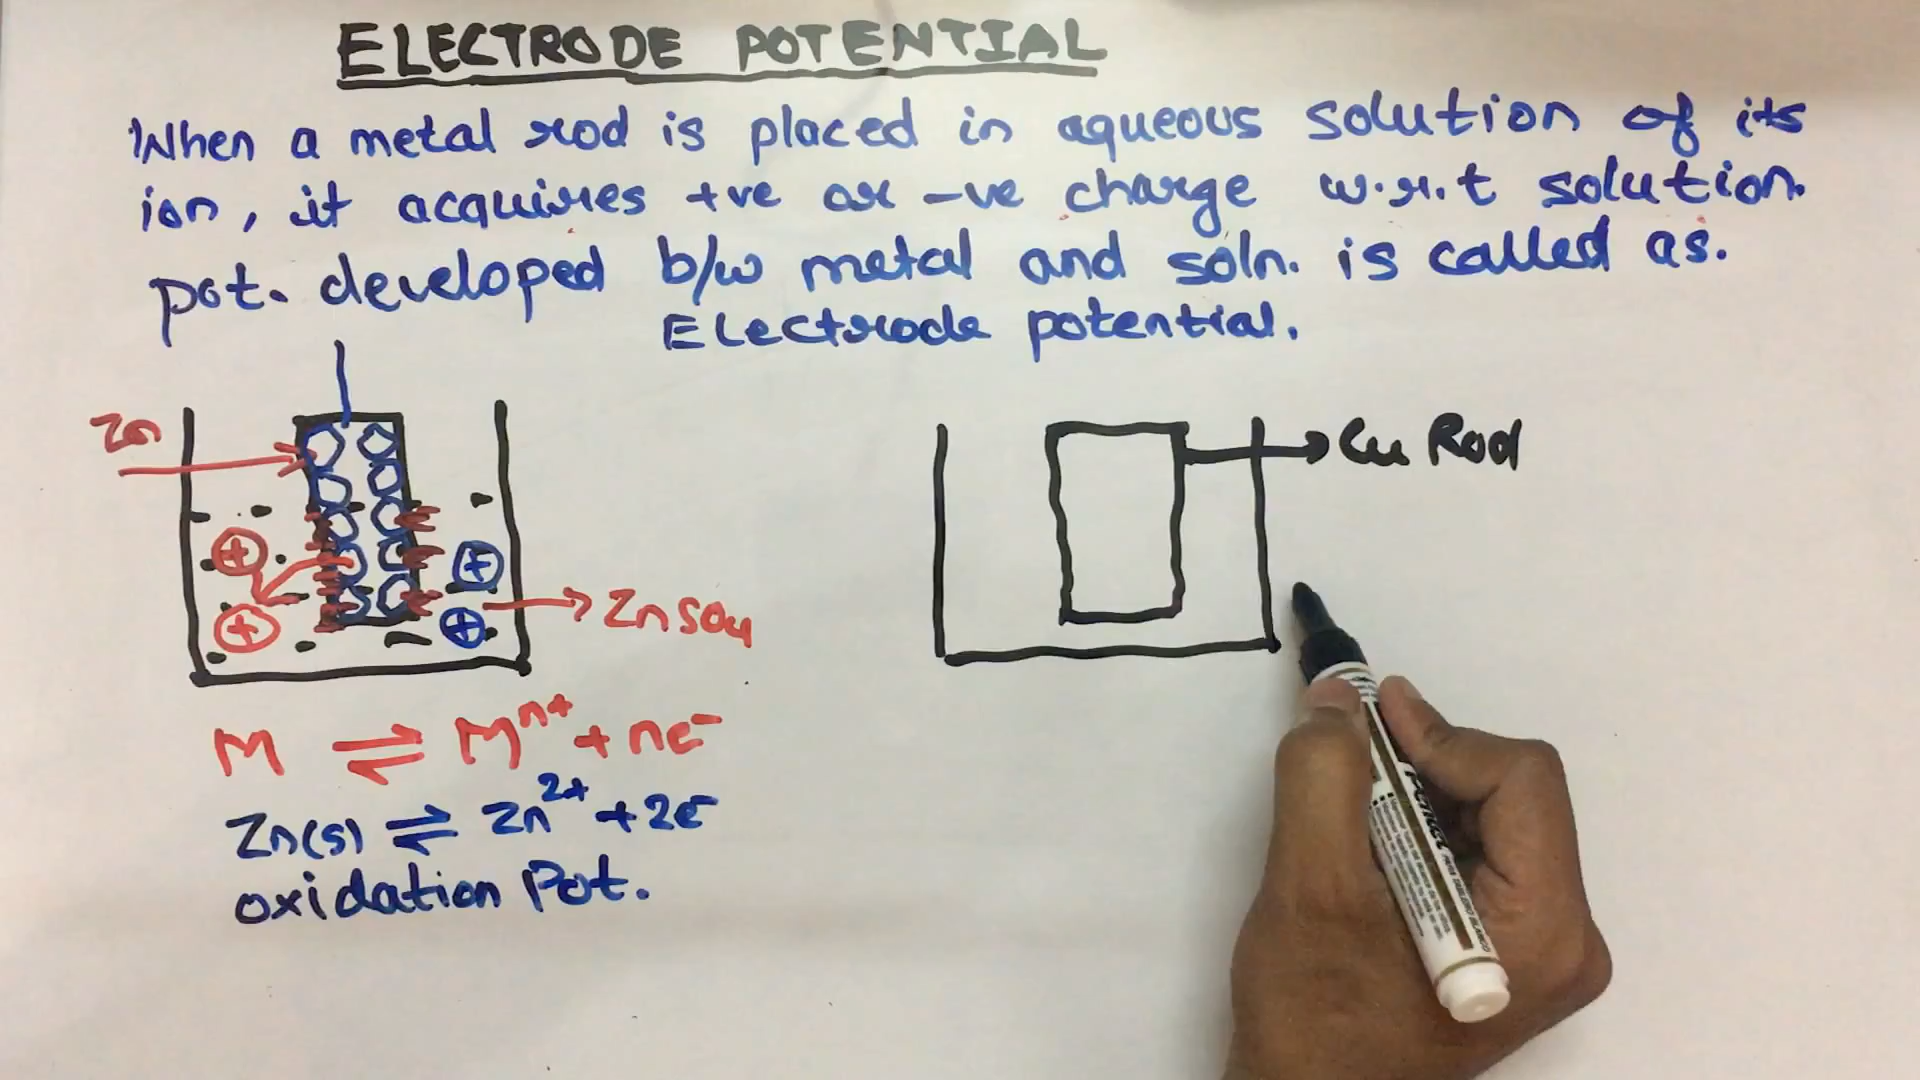 ELECTRODE POTENTIAL
When a metal rod is placed in aqueous solution of its
ion, it acquires +ve or -ve charge w.r.t solution.
pot. developed b/w metal and soln. is called as.
Electrode potential.
Zn
Cu Rod
+
+
+
+
ZnSO4
M ⇌ Mⁿ⁺ + ne⁻
Zn(s) ⇌ Zn²⁺ + 2e⁻
oxidation Pot.